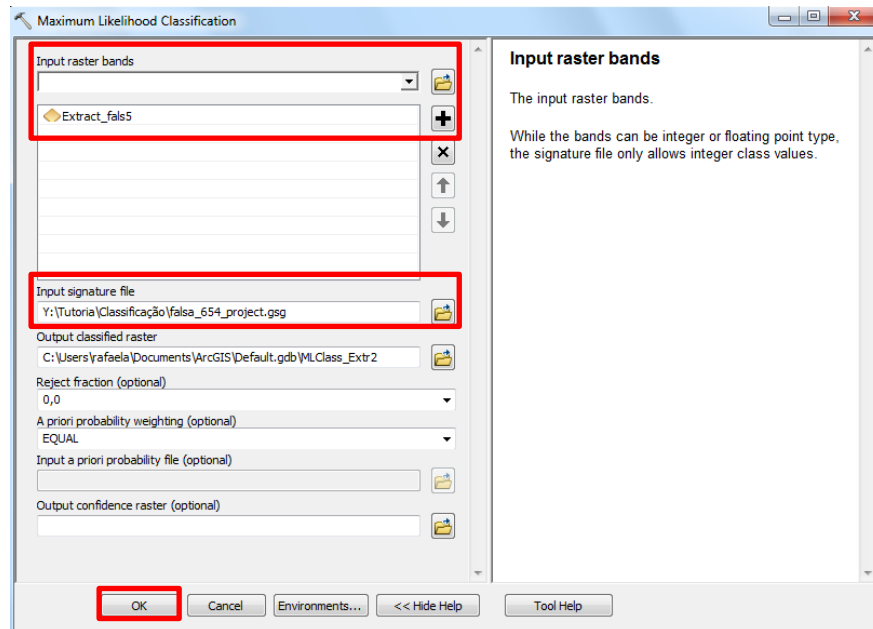 Maximum Likelihood Classification
Input raster bands
Extract_fals5
Input signature file
Y:\Tutoria\Classificação\falsa_654_project.gsg
Output classified raster
C:\Users\rafaela\Documents\ArcGIS\Default.gdb\MLClass_Extr2
Reject fraction (optional)
0,0
A priori probability weighting (optional)
EQUAL
Input a priori probability file (optional)
Output confidence raster (optional)
OK
Cancel
Environments...
<< Hide Help
Input raster bands
The input raster bands.
While the bands can be integer or floating point type,
the signature file only allows integer class values.
Tool Help